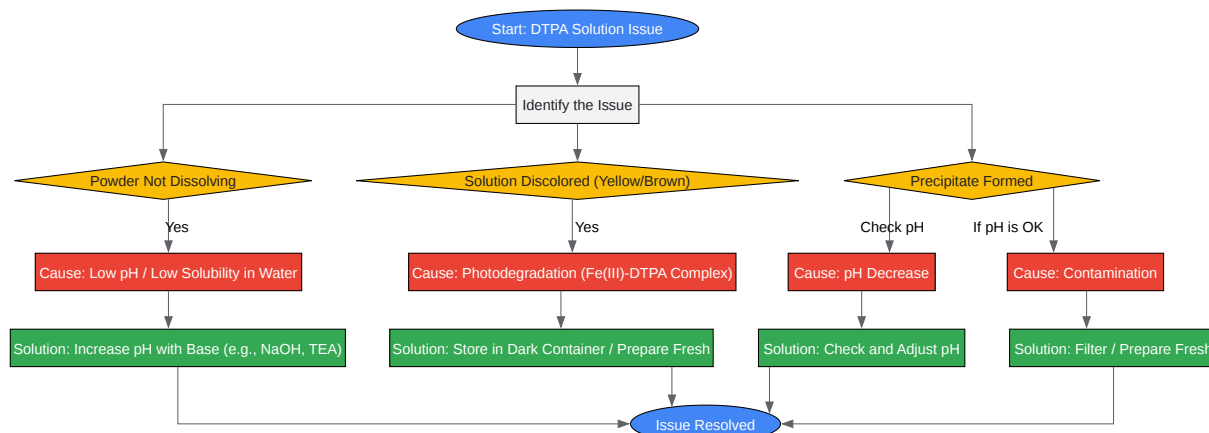 Start: DTPA Solution Issue
Identify the Issue
Powder Not Dissolving
Solution Discolored (Yellow/Brown)
Precipitate Formed
Yes
Yes
Check pH
If pH is OK
Cause: Low pH / Low Solubility in Water
Cause: Photodegradation (Fe(III)-DTPA Complex)
Cause: pH Decrease
Cause: Contamination
Solution: Increase pH with Base (e.g., NaOH, TEA)
Solution: Store in Dark Container / Prepare Fresh
Solution: Check and Adjust pH
Solution: Filter / Prepare Fresh
Issue Resolved